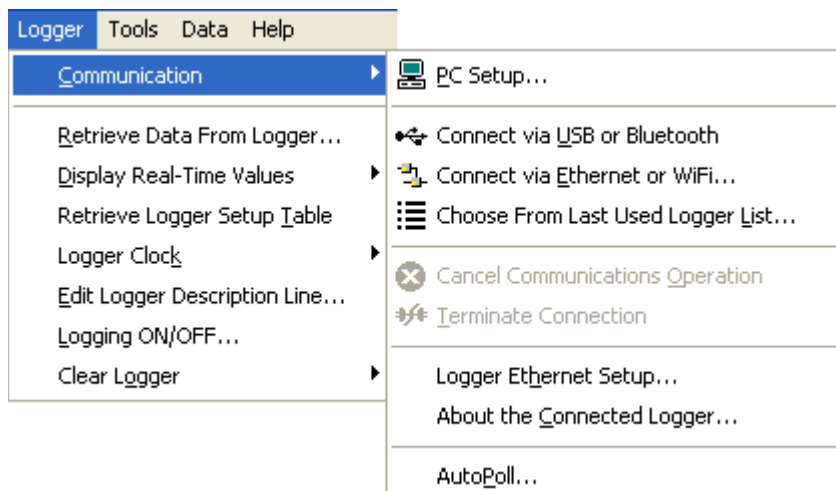 Logger Tools Data Help
Communication
Retrieve Data From Logger...
Display Real-Time Values
Retrieve Logger Setup Table
Logger Clock
Edit Logger Description Line...
Logging ON/OFF...
Clear Logger
PC Setup...
Connect via USB or Bluetooth
Connect via Ethernet or WiFi...
Choose From Last Used Logger List...
Cancel Communications Operation
Terminate Connection
Logger Ethernet Setup...
About the Connected Logger...
AutoPoll...